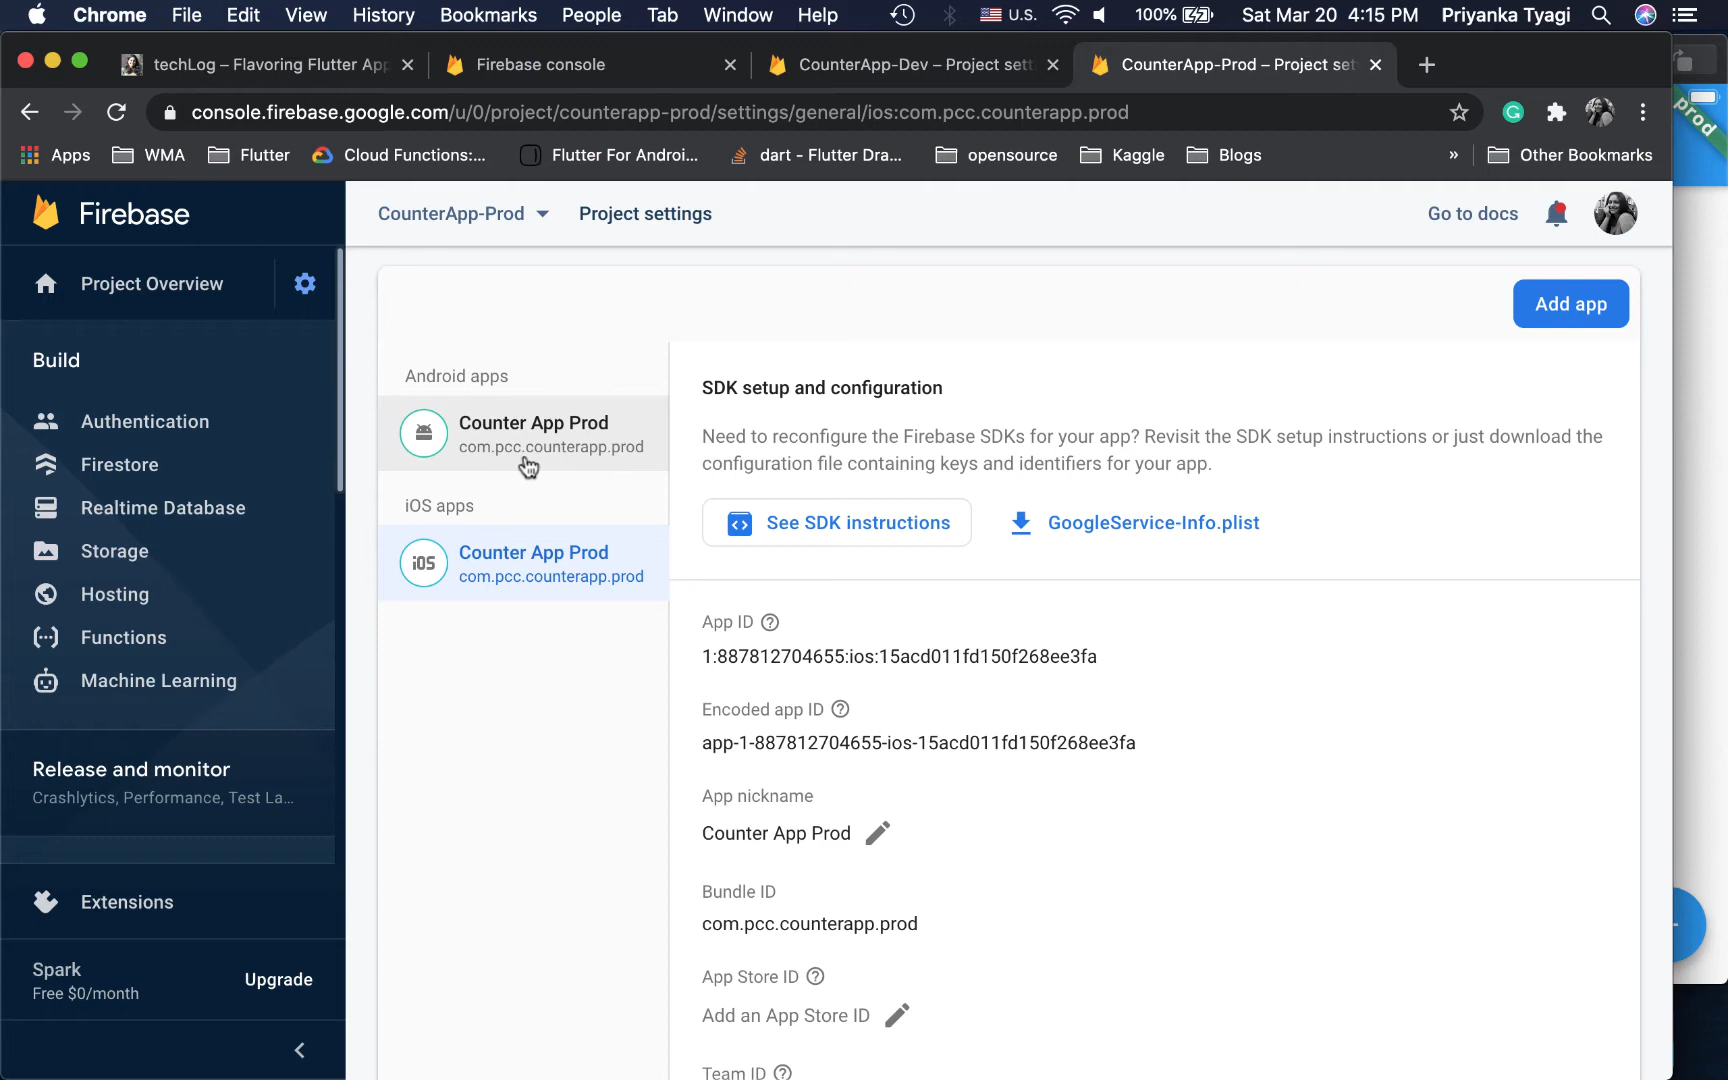 Chrome File Edit View History Bookmarks People Tab Window Help U.S. 100% Sat Mar 20 4:15 PM Priyanka Tyagi
techLog – Flavoring Flutter App Firebase console CounterApp-Dev – Project sett CounterApp-Prod – Project set
console.firebase.google.com/u/0/project/counterapp-prod/settings/general/ios:com.pcc.counterapp.prod
prod
Apps WMA Flutter Cloud Functions:... Flutter For Androi... dart - Flutter Dra... opensource Kaggle Blogs » Other Bookmarks
Firebase
CounterApp-Prod Project settings Go to docs
Project Overview
Add app
Build
Authentication
Firestore
Realtime Database
Storage
Hosting
Functions
Machine Learning
Release and monitor
Crashlytics, Performance, Test La...
Extensions
Spark
Free $0/month
Upgrade
Android apps
Counter App Prod
com.pcc.counterapp.prod
iOS apps
iOS
Counter App Prod
com.pcc.counterapp.prod
SDK setup and configuration
Need to reconfigure the Firebase SDKs for your app? Revisit the SDK setup instructions or just download the
configuration file containing keys and identifiers for your app.
See SDK instructions GoogleService-Info.plist
App ID
1:887812704655:ios:15acd011fd150f268ee3fa
Encoded app ID
app-1-887812704655-ios-15acd011fd150f268ee3fa
App nickname
Counter App Prod
Bundle ID
com.pcc.counterapp.prod
App Store ID
Add an App Store ID
Team ID